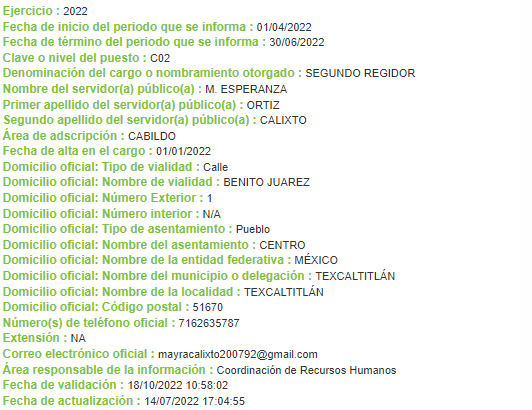 Ejercicio : 2022
Fecha de inicio del periodo que se informa : 01/04/2022
Fecha de término del periodo que se informa : 30/06/2022
Clave o nivel del puesto : C02
Denominación del cargo o nombramiento otorgado : SEGUNDO REGIDOR
Nombre del servidor(a) público(a) : M. ESPERANZA
Primer apellido del servidor(a) público(a) : ORTIZ
Segundo apellido del servidor(a) público(a) : CALIXTO
Área de adscripción : CABILDO
Fecha de alta en el cargo : 01/01/2022
Domicilio oficial: Tipo de vialidad : Calle
Domicilio oficial: Nombre de vialidad : BENITO JUAREZ
Domicilio oficial: Número Exterior : 1
Domicilio oficial: Número interior : N/A
Domicilio oficial: Tipo de asentamiento : Pueblo
Domicilio oficial: Nombre del asentamiento : CENTRO
Domicilio oficial: Nombre de la entidad federativa : MÉXICO
Domicilio oficial: Nombre del municipio o delegación : TEXCALTITLÁN
Domicilio oficial: Nombre de la localidad : TEXCALTITLÁN
Domicilio oficial: Código postal : 51670
Número(s) de teléfono oficial : 7162635787
Extensión : NA
Correo electrónico oficial : mayracalixto200792@gmail.com
Área responsable de la información : Coordinación de Recursos Humanos
Fecha de validación : 18/10/2022 10:58:02
Fecha de actualización : 14/07/2022 17:04:55